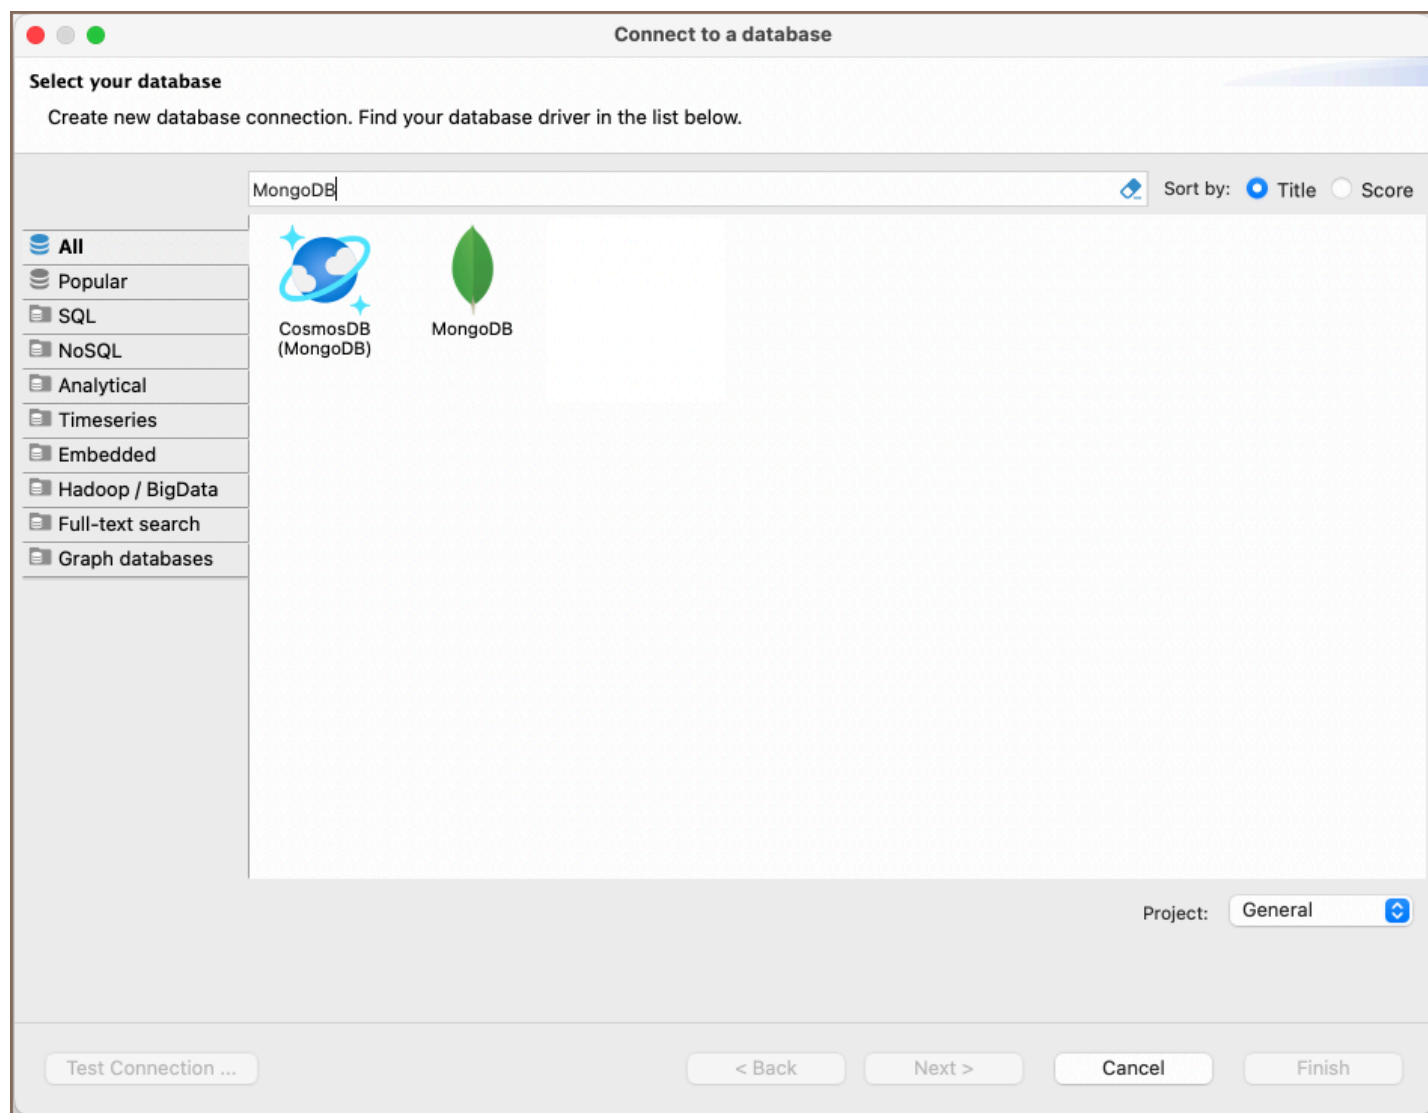 Connect to a database
Select your database
Create new database connection. Find your database driver in the list below.
MongoDB
Sort by: Title Score
All
Popular
SQL
NoSQL
Analytical
Timeseries
Embedded
Hadoop / BigData
Full-text search
Graph databases
CosmosDB
(MongoDB)
MongoDB
Project: General
Test Connection ...
< Back
Next >
Cancel
Finish